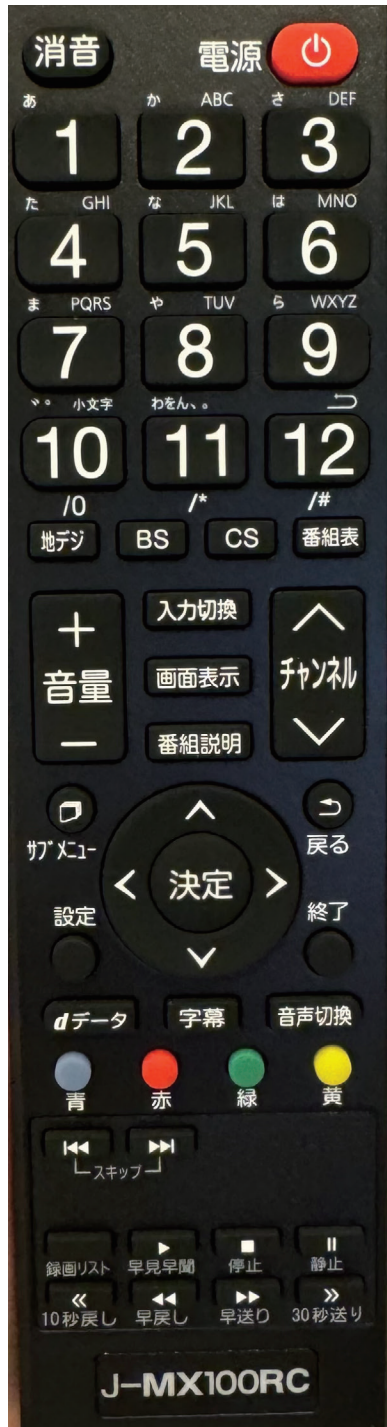 消音 電源
あ か ABC さ DEF
1 2 3
た GHI な JKL は MNO
4 5 6
ま PQRS や TUV ら WXYZ
7 8 9
゛゜ 小文字 わをん、。
10 11 12
/0 /* /#
地デジ BS CS 番組表
+ 入力切換
音量 画面表示 チャンネル
− 番組説明
サブメニュー 戻る
決定
設定 終了
dデータ 字幕 音声切換
青 赤 緑 黄
スキップ
録画リスト 早見早聞 停止 静止
10秒戻し 早戻し 早送り 30秒送り
J-MX100RC